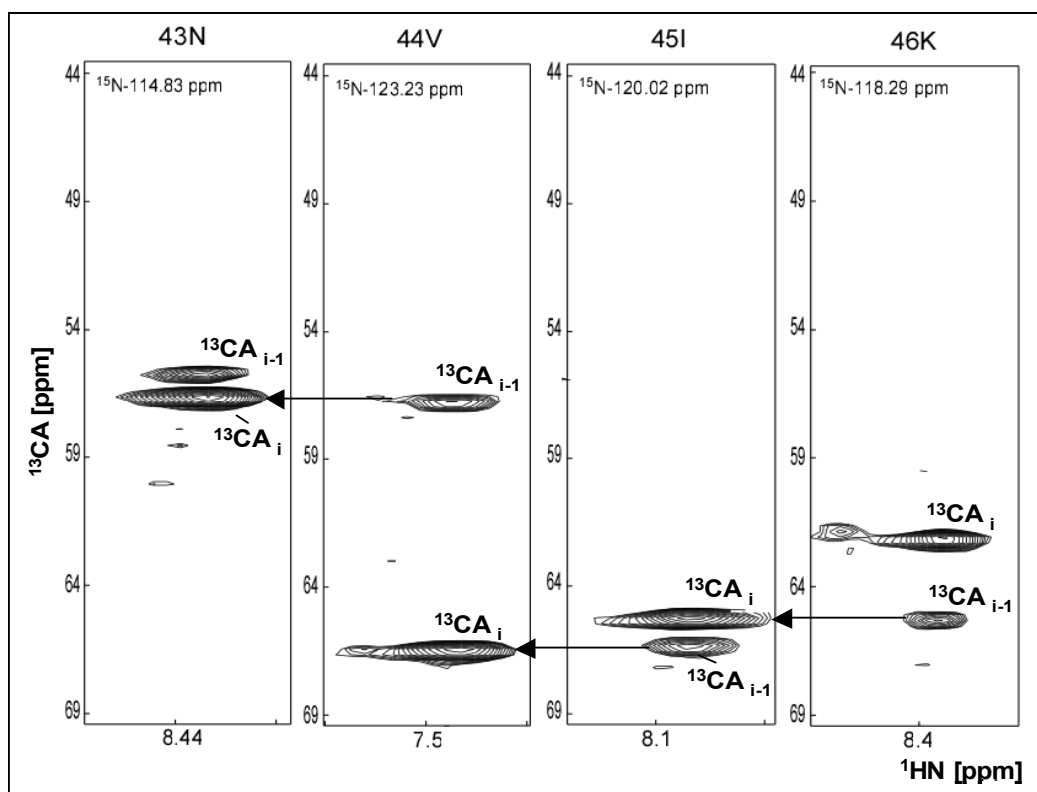 43N 44V 45I 46K
¹⁵N-114.83 ppm ¹⁵N-123.23 ppm ¹⁵N-120.02 ppm ¹⁵N-118.29 ppm
44 44 44 44
49 49 49 49
54 54 54 54
¹³CA i-1 ¹³CA i-1
¹³CA i
59 59 59 59
¹³CA [ppm]
¹³CA i
64 64 64 64
¹³CA i ¹³CA i ¹³CA i-1
¹³CA i-1
69 69 69 69
8.44 7.5 8.1 8.4
¹HN [ppm]